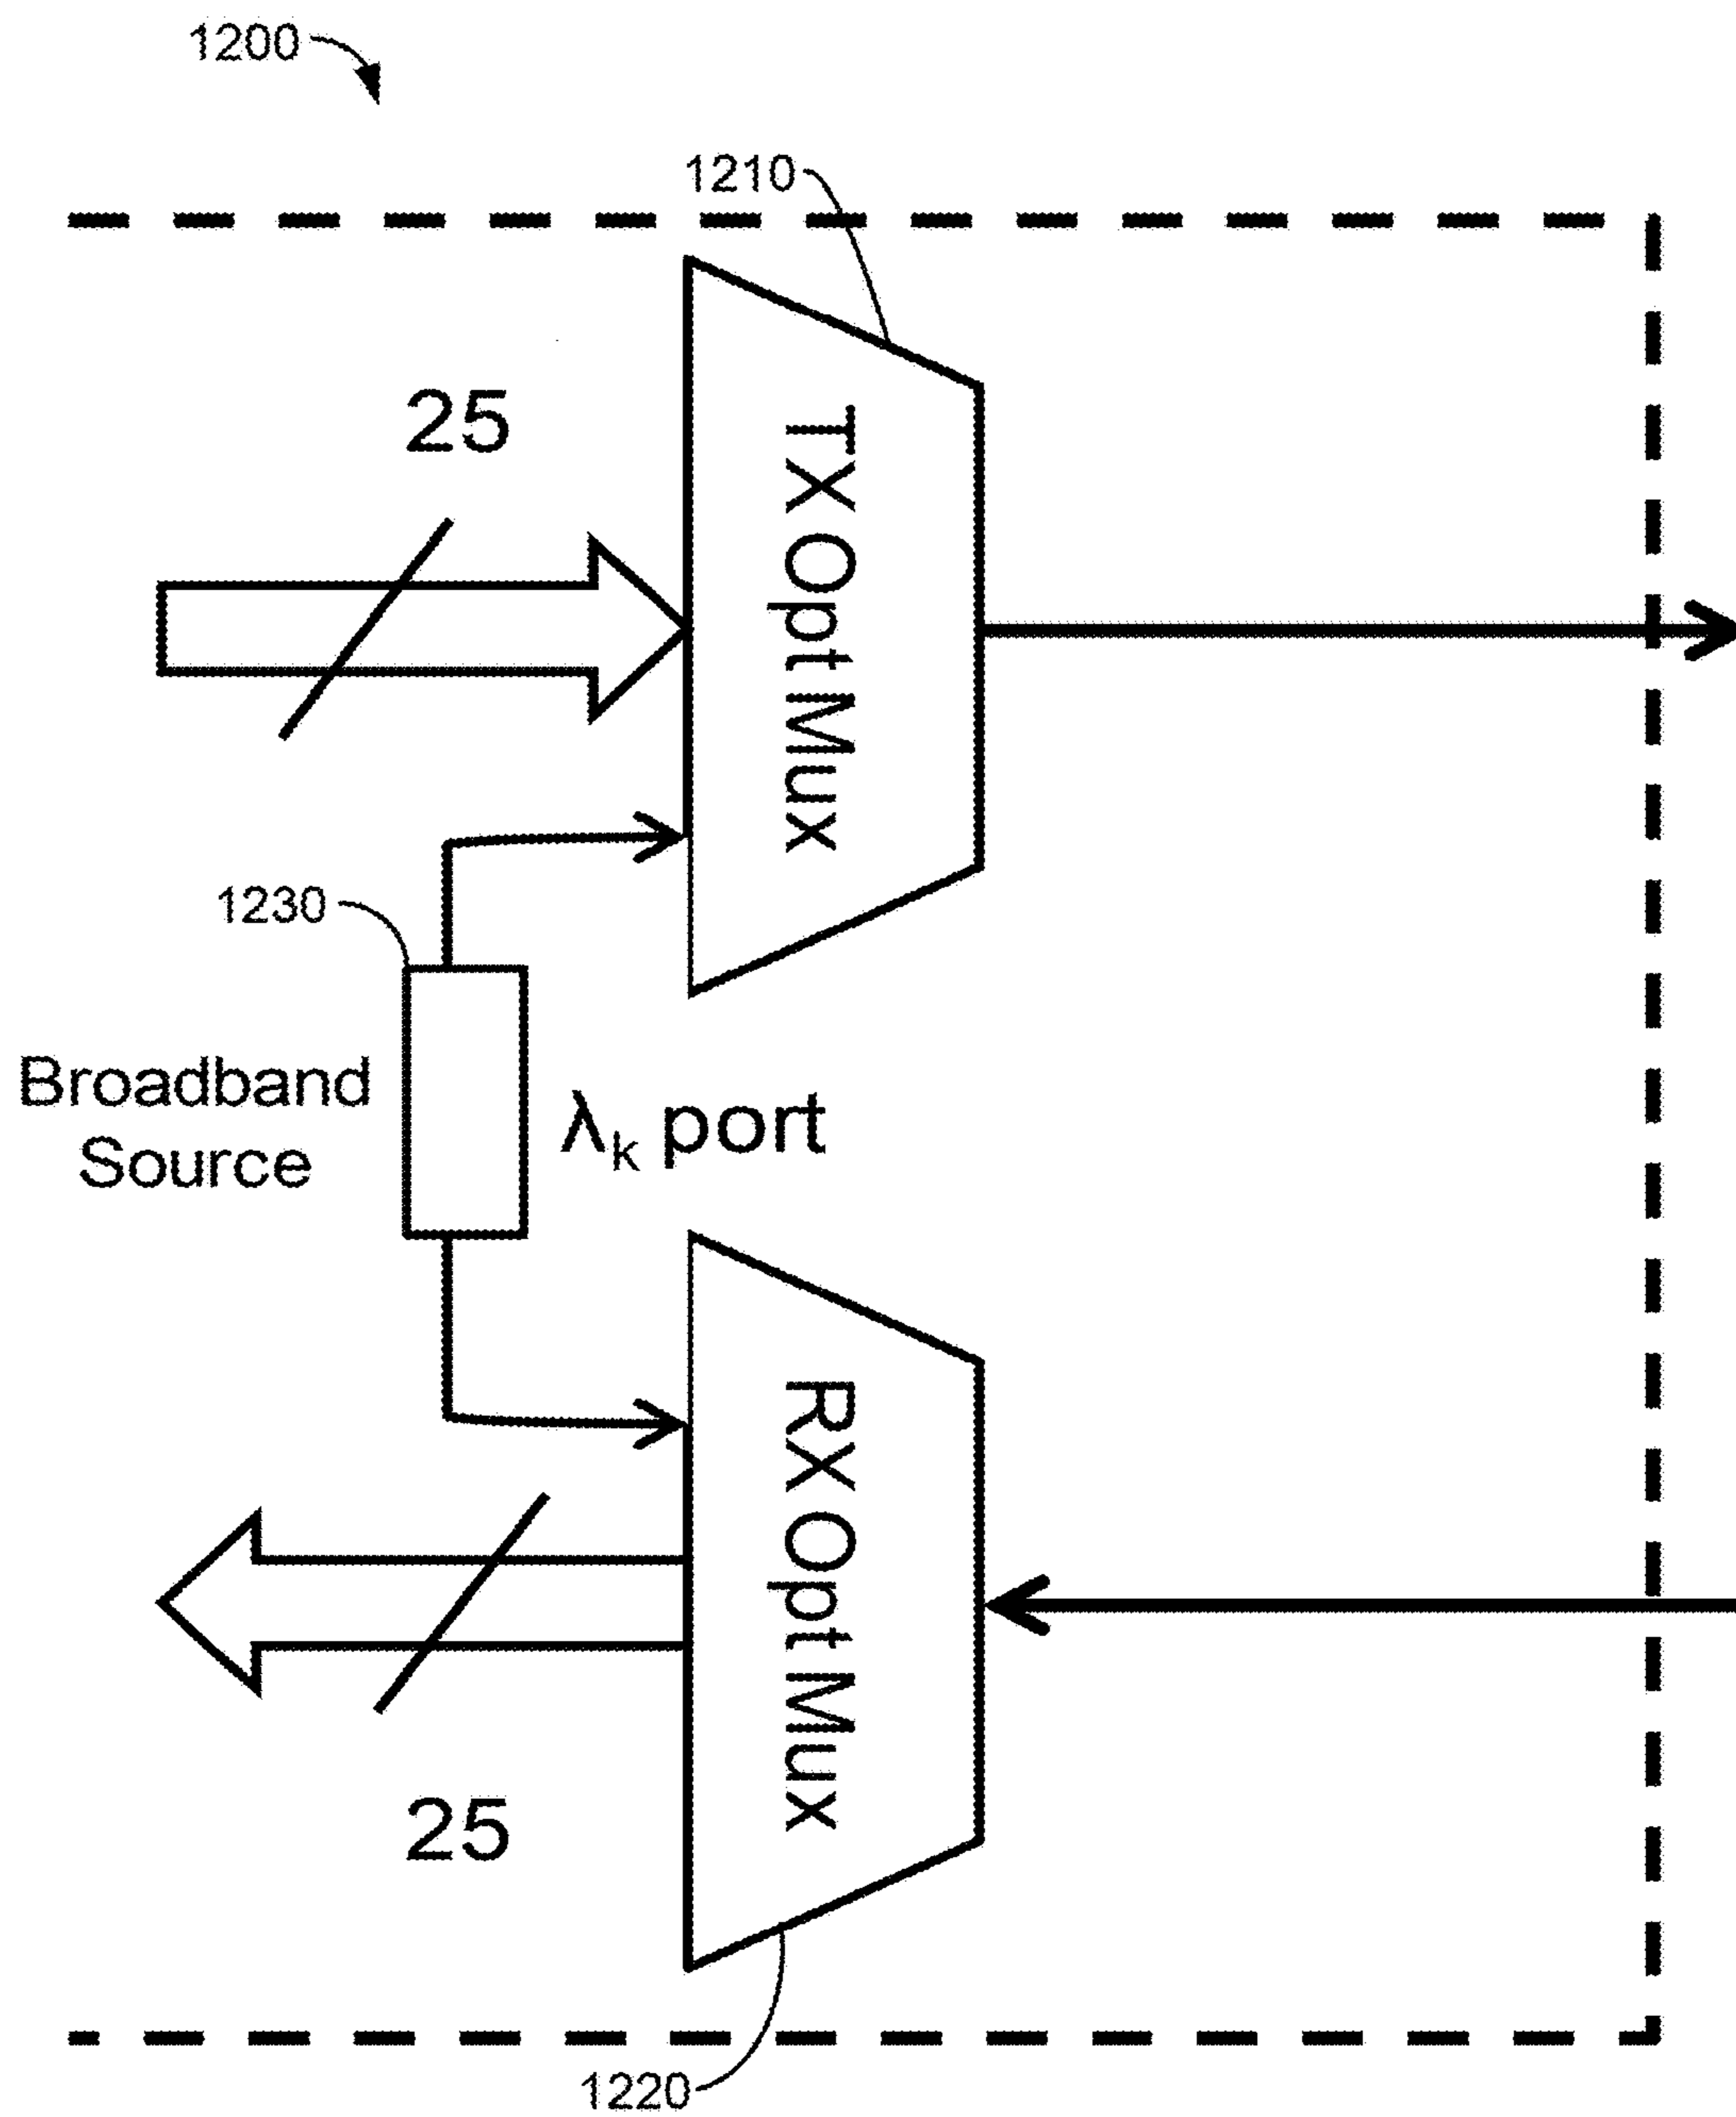 1200
1210
25
TX Opt Mux
1230
Broadband
Source
λk port
RX Opt Mux
25
1220